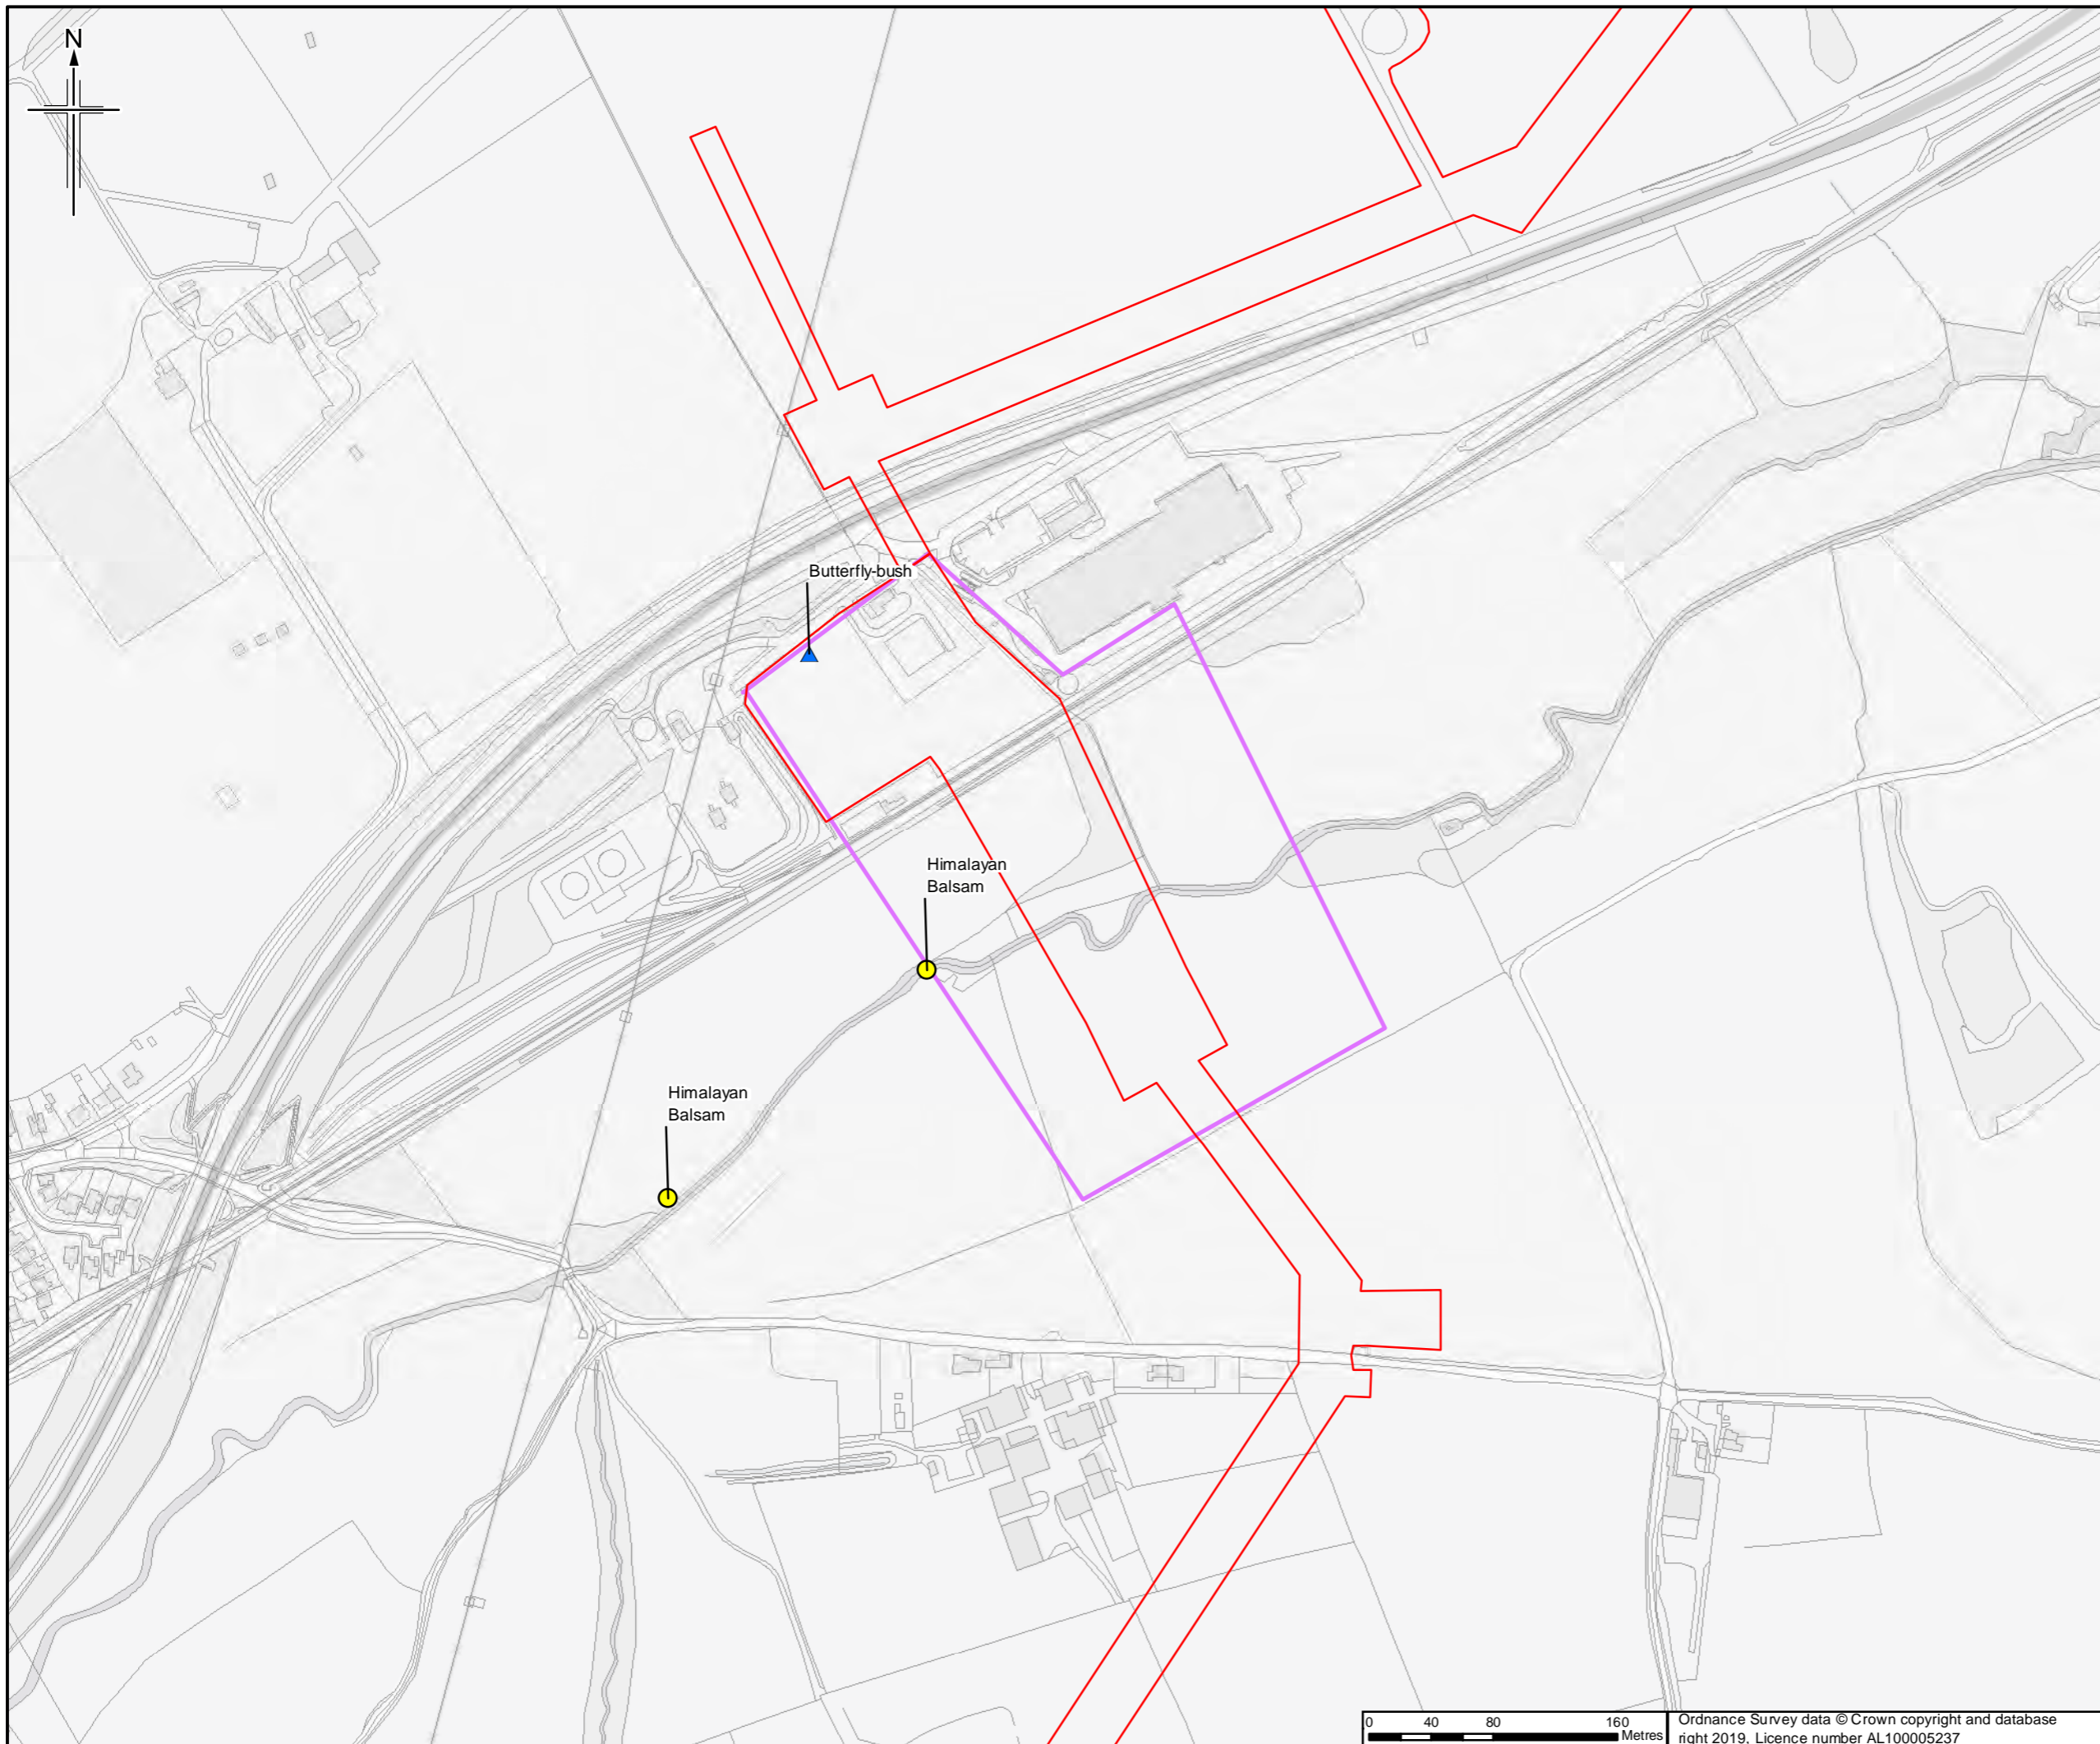 N
Butterfly-bush
Himalayan
Balsam
Himalayan
Balsam
0 40 80 160
Metres
Ordnance Survey data © Crown copyright and database
right 2019, Licence number AL100005237